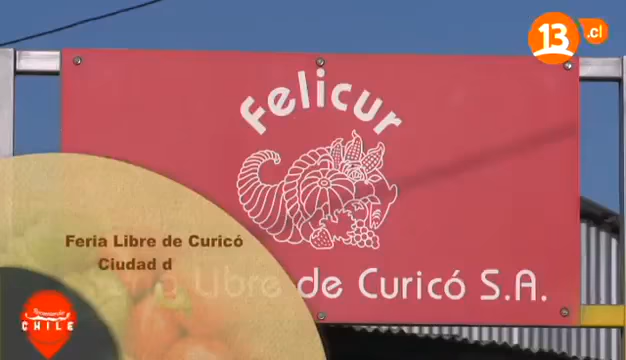 13.cl
Felicur
Libre de Curicó S.A.
Feria Libre de Curicó
Ciudad d
CHILE